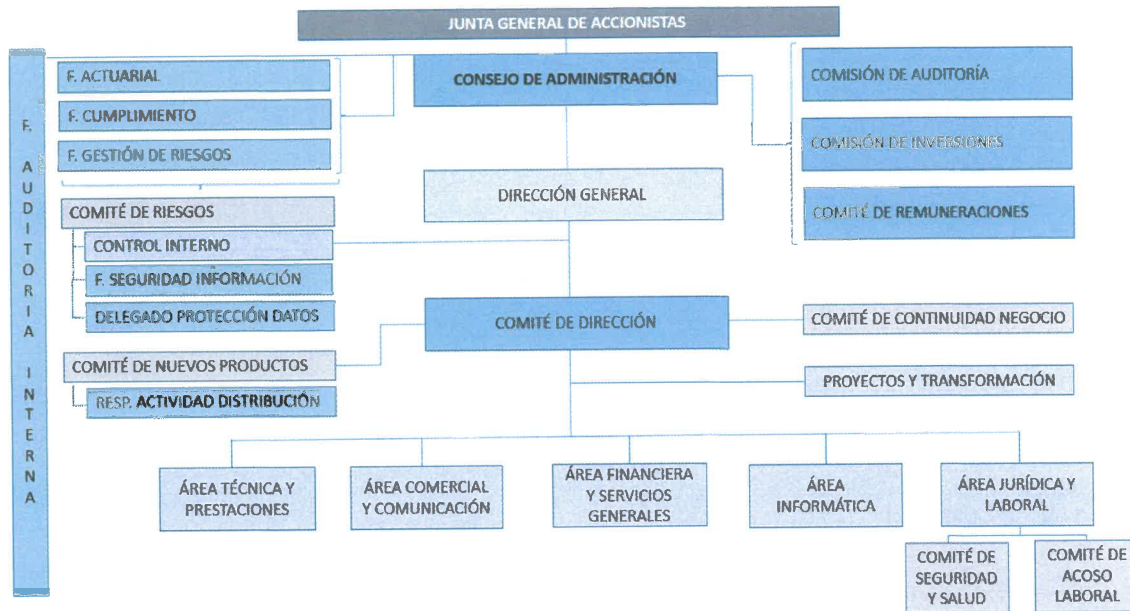 JUNTA GENERAL DE ACCIONISTAS
F. AUDITORIA INTERNA
F. ACTUARIAL
F. CUMPLIMIENTO
F. GESTIÓN DE RIESGOS
CONSEJO DE ADMINISTRACIÓN
COMISIÓN DE AUDITORÍA
COMISIÓN DE INVERSIONES
COMITÉ DE REMUNERACIONES
DIRECCIÓN GENERAL
COMITÉ DE RIESGOS
CONTROL INTERNO
F. SEGURIDAD INFORMACIÓN
DELEGADO PROTECCIÓN DATOS
COMITÉ DE DIRECCIÓN
COMITÉ DE CONTINUIDAD NEGOCIO
COMITÉ DE NUEVOS PRODUCTOS
RESP. ACTIVIDAD DISTRIBUCIÓN
PROYECTOS Y TRANSFORMACIÓN
ÁREA TÉCNICA Y
PRESTACIONES
ÁREA COMERCIAL
Y COMUNICACIÓN
ÁREA FINANCIERA
Y SERVICIOS
GENERALES
ÁREA
INFORMÁTICA
ÁREA JURÍDICA Y
LABORAL
COMITÉ DE
SEGURIDAD
Y SALUD
COMITÉ DE
ACOSO
LABORAL